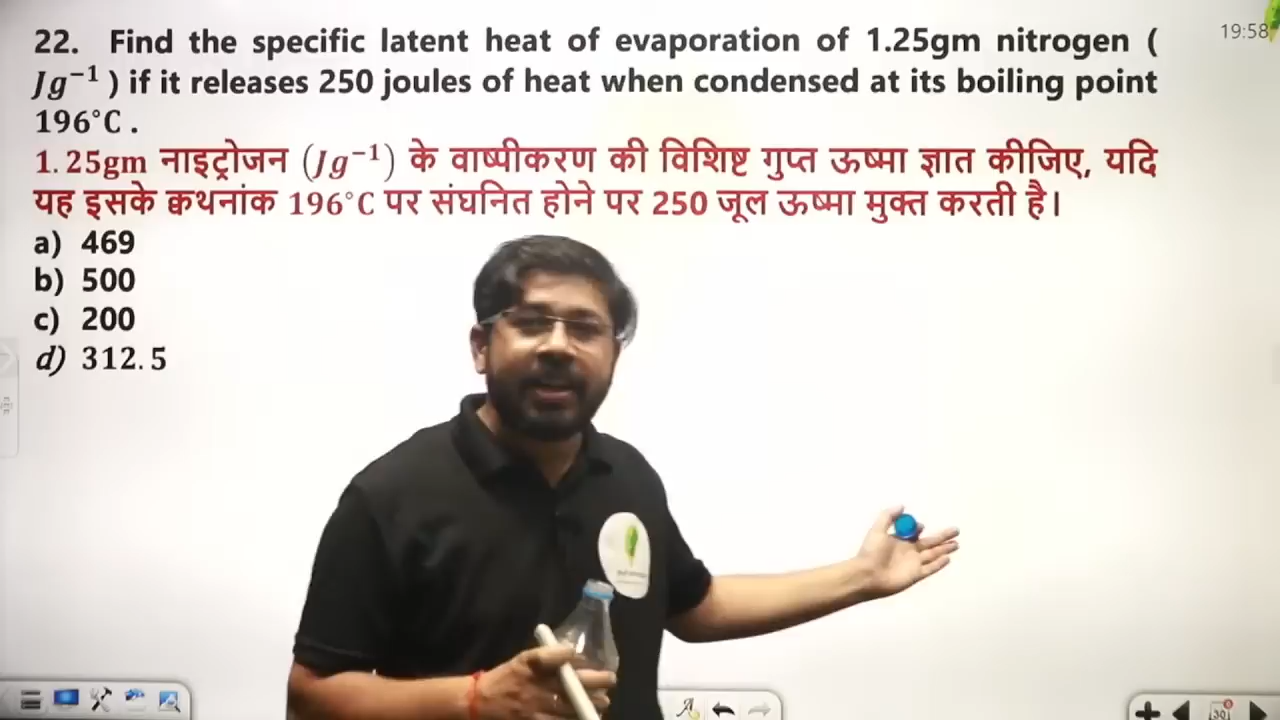 22. Find the specific latent heat of evaporation of 1.25gm nitrogen (
Jg⁻¹ ) if it releases 250 joules of heat when condensed at its boiling point
196°C .
1.25gm नाइट्रोजन (Jg⁻¹) के वाष्पीकरण की विशिष्ट गुप्त ऊष्मा ज्ञात कीजिए, यदि
यह इसके क्वथनांक 196°C पर संघनित होने पर 250 जूल ऊष्मा मुक्त करती है।
a) 469
b) 500
c) 200
d) 312.5
19:58